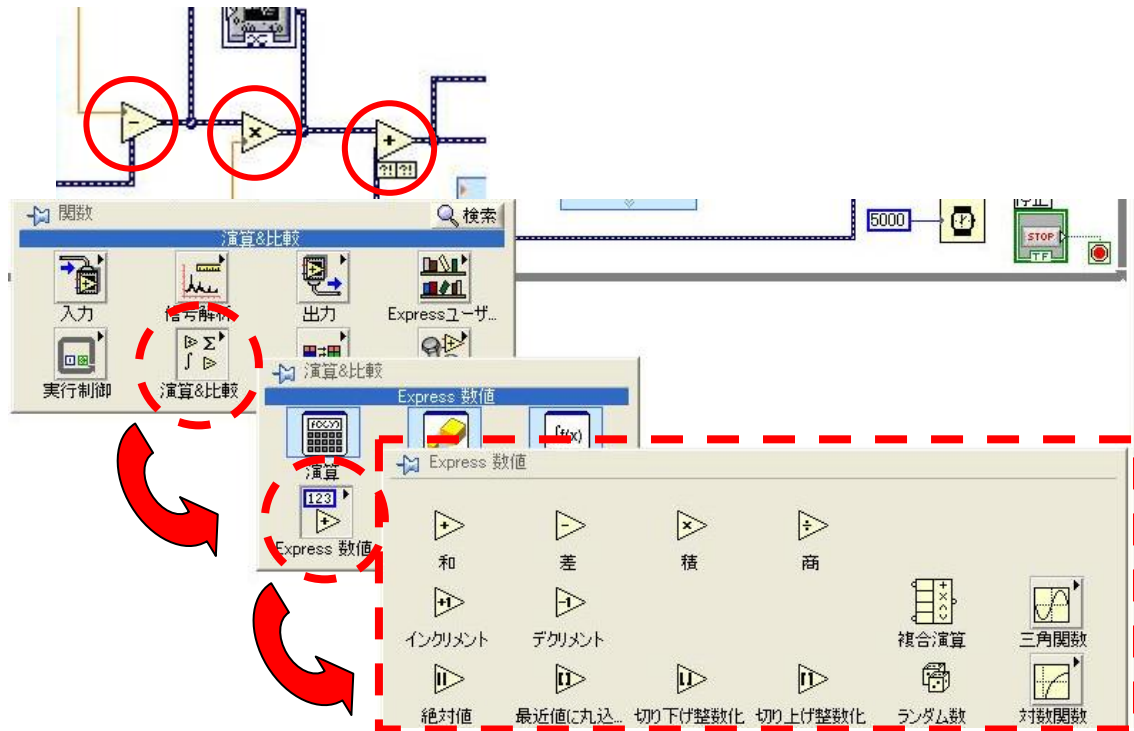 -
×
+
?! ?!
関数
検索
演算&比較
5000
停止
STOP
TF
入力
信号解析
出力
Expressユーザ...
実行制御
演算&比較
演算&比較
Express 数値
f(x,y)
∫f(x)
演算
123
Express 数値
Express 数値
和
差
積
商
+1
-1
インクリメント
デクリメント
複合演算
三角関数
絶対値
最近値に丸込...
切り下げ整数化
切り上げ整数化
ランダム数
対数関数